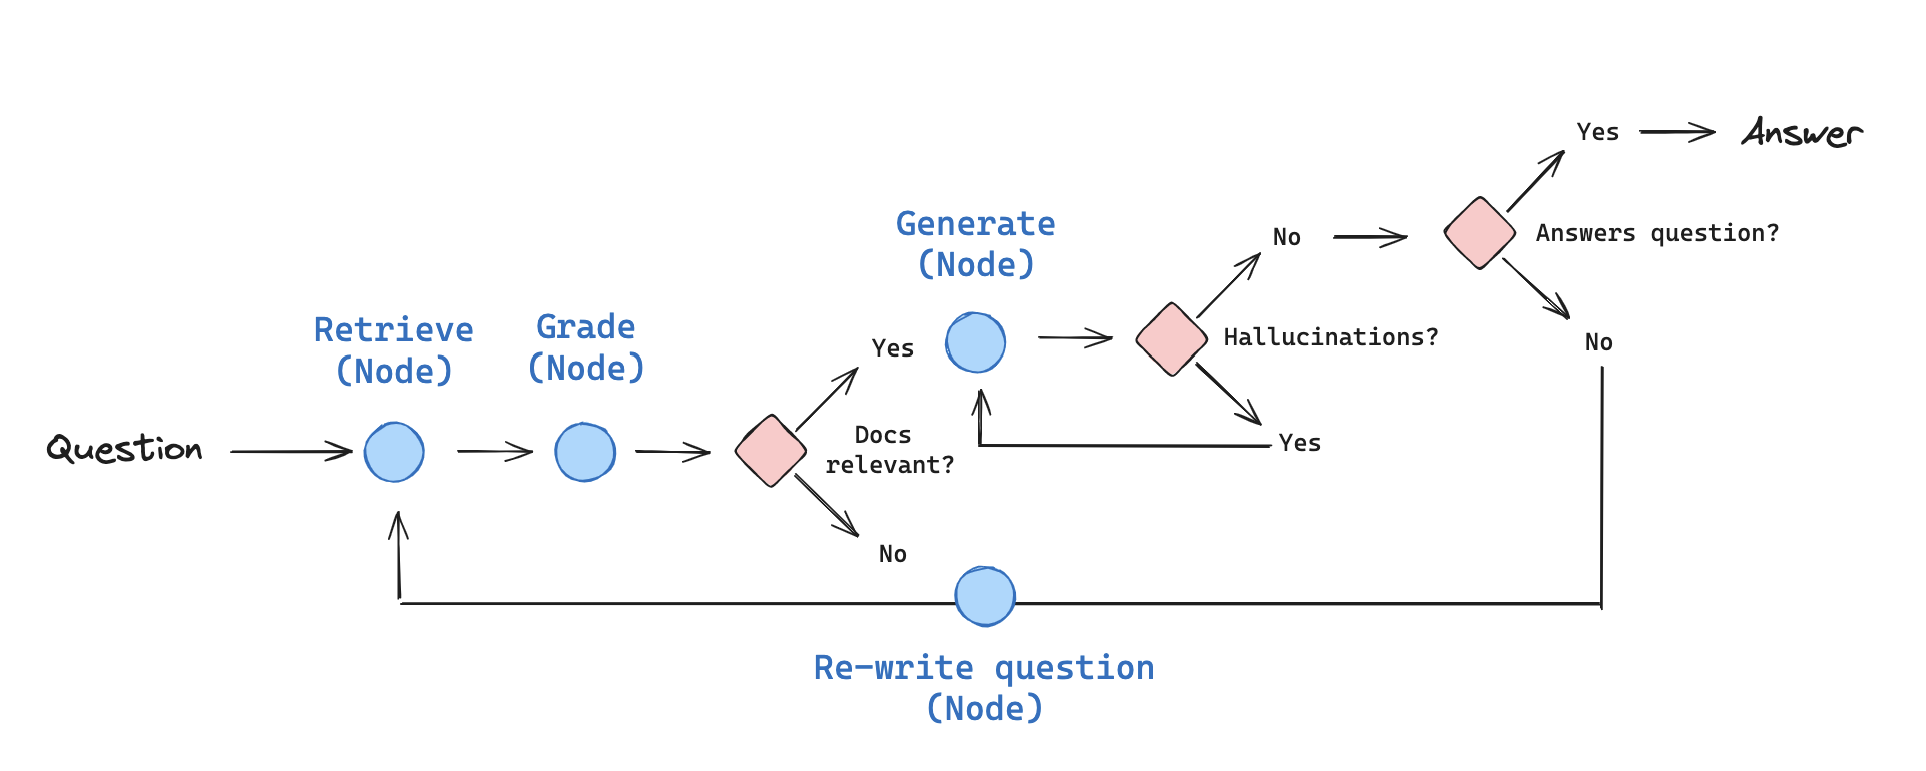 Question
Retrieve
(Node)
Grade
(Node)
Docs
relevant?
Yes
No
Generate
(Node)
Hallucinations?
No
Yes
Answers question?
Yes
Answer
No
Re-write question
(Node)